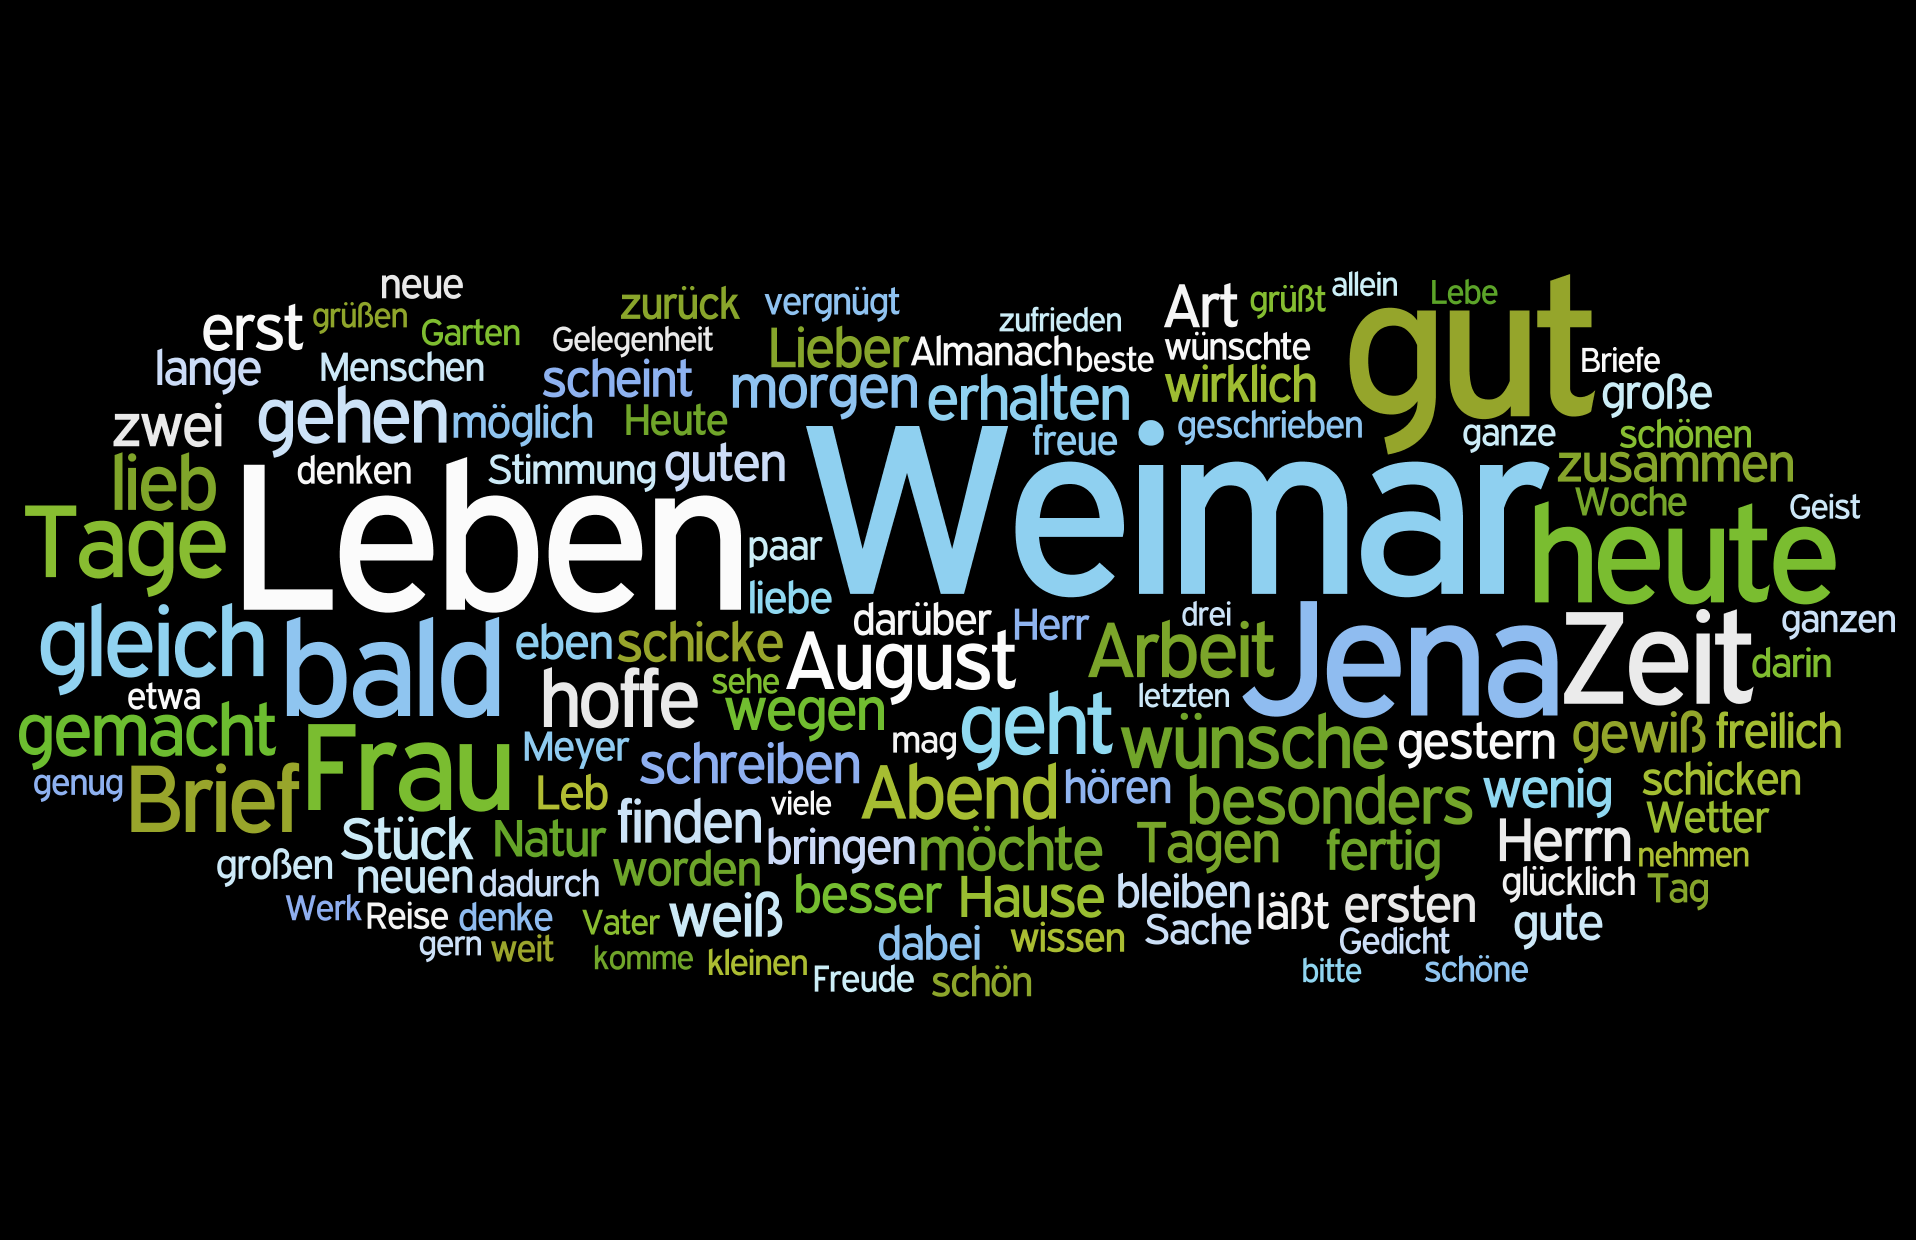 neue
zurück
vergnügt
Art
grüßt
allein
Lebe
gut
erst
grüßen
Garten
Gelegenheit
Lieber
zufrieden
Almanach
beste
wünschte
Briefe
lange
Menschen
scheint
morgen
erhalten
wirklich
große
zwei
gehen
möglich
Heute
freue
geschrieben
ganze
schönen
lieb
denken
Stimmung
guten
Weimar
zusammen
Woche
Geist
Tage
Leben
paar
liebe
heute
gleich
bald
eben
schicke
darüber
Herr
drei
Jena
Zeit
ganzen
etwa
hoffe
sehe
August
Arbeit
letzten
darin
gemacht
Frau
Meyer
wegen
mag
geht
wünsche
gestern
gewiß
freilich
genug
Brief
Leb
schreiben
viele
Abend
hören
besonders
wenig
schicken
Wetter
Stück
Natur
finden
bringen
möchte
Tagen
fertig
Herrn
nehmen
großen
neuen
dadurch
worden
besser
Hause
bleiben
läßt
ersten
glücklich
Tag
Werk
Reise
denke
Vater
weiß
dabei
wissen
Sache
Gedicht
gute
gern
weit
komme
kleinen
Freude
schön
bitte
schöne